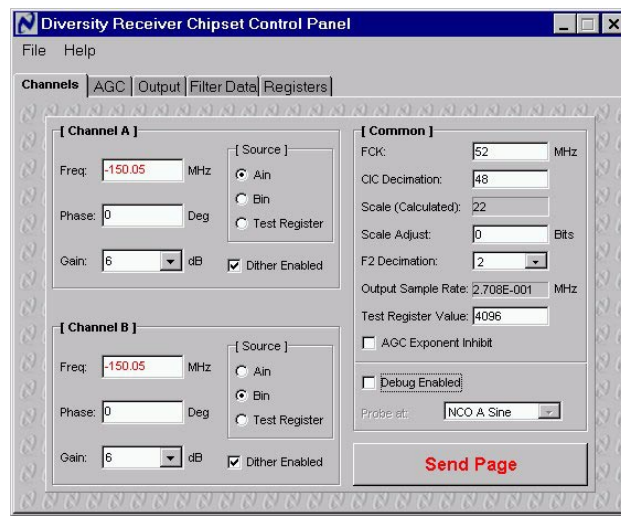 Diversity Receiver Chipset Control Panel
File Help
Channels AGC Output Filter Data Registers
[ Channel A ]
Freq: -150.05 MHz
Phase: 0 Deg
Gain: 6 dB
[ Source ]
Ain
Bin
Test Register
Dither Enabled
[ Channel B ]
Freq: -150.05 MHz
Phase: 0 Deg
Gain: 6 dB
[ Source ]
Ain
Bin
Test Register
Dither Enabled
[ Common ]
FCK: 52 MHz
CIC Decimation: 48
Scale (Calculated): 22
Scale Adjust: 0 Bits
F2 Decimation: 2
Output Sample Rate: 2.708E-001 MHz
Test Register Value: 4096
AGC Exponent Inhibit
Debug Enabled
Probe at: NCO A Sine
Send Page